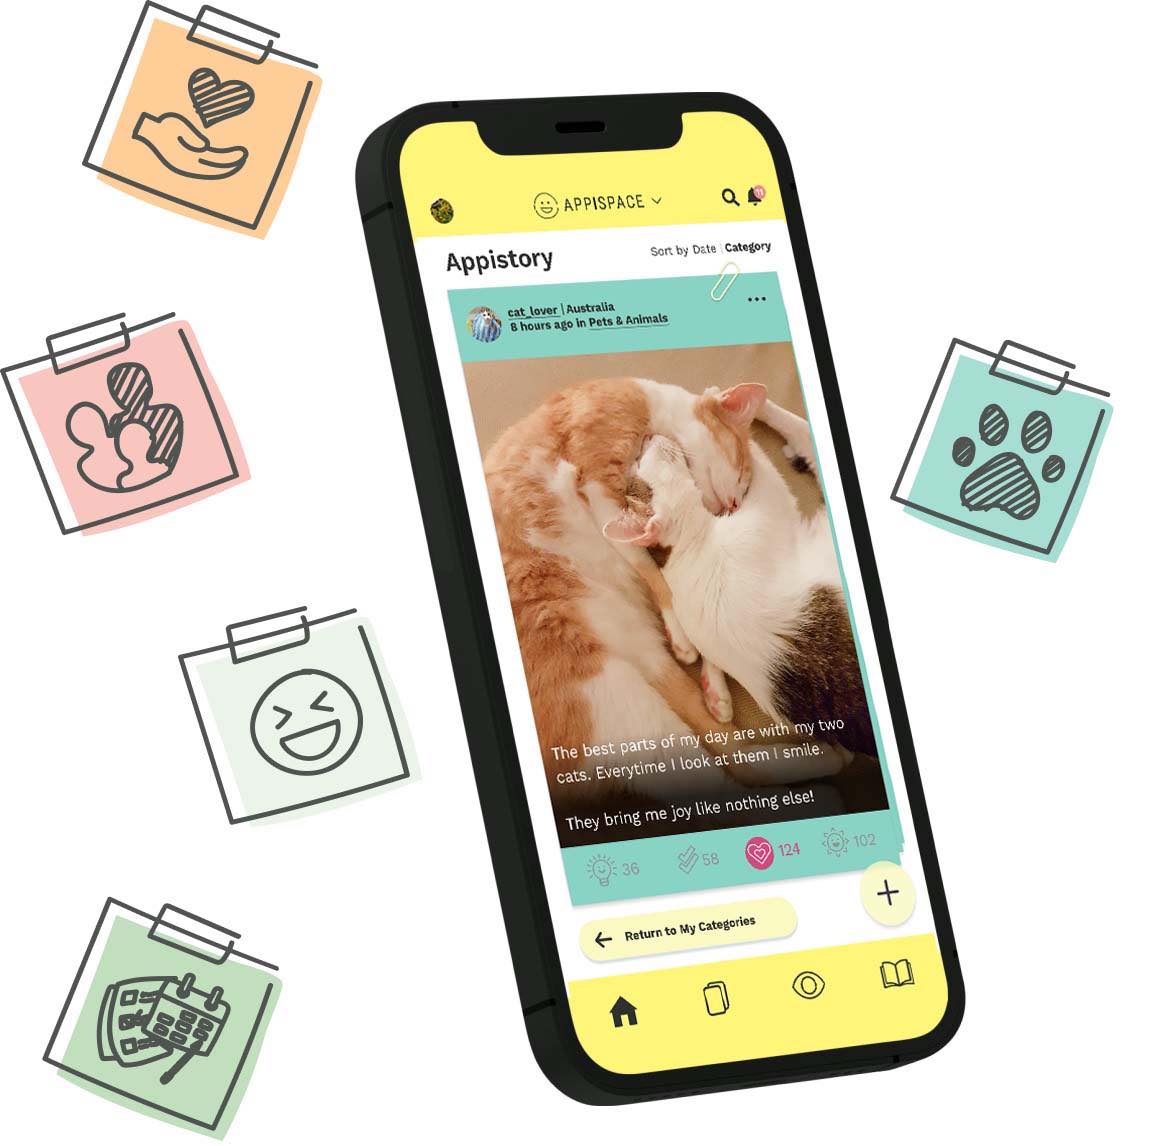 APPISPACE
11
Appistory
Sort by Date | Category
cat_lover | Australia
8 hours ago in Pets & Animals
The best parts of my day are with my two
cats. Everytime I look at them I smile.
They bring me joy like nothing else!
36 58 124 102
Return to My Categories